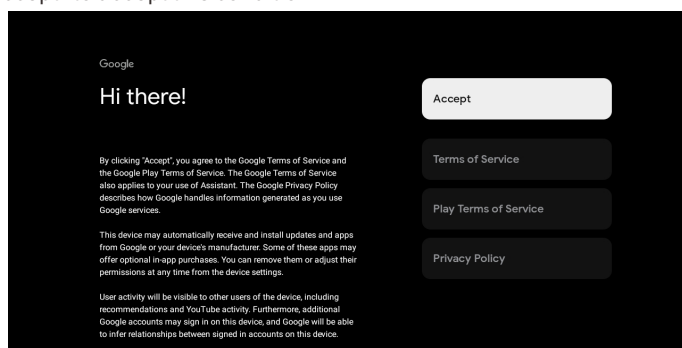 Google
Hi there!
By clicking "Accept", you agree to the Google Terms of Service and
the Google Play Terms of Service. The Google Terms of Service
also applies to your use of Assistant. The Google Privacy Policy
describes how Google handles information generated as you use
Google services.
This device may automatically receive and install updates and apps
from Google or your device's manufacturer. Some of these apps may
offer optional in-app purchases. You can remove them or adjust their
permissions at any time from the device settings.
User activity will be visible to other users of the device, including
recommendations and YouTube activity. Furthermore, additional
Google accounts may sign in on this device, and Google will be able
to infer relationships between signed in accounts on this device.
Accept
Terms of Service
Play Terms of Service
Privacy Policy